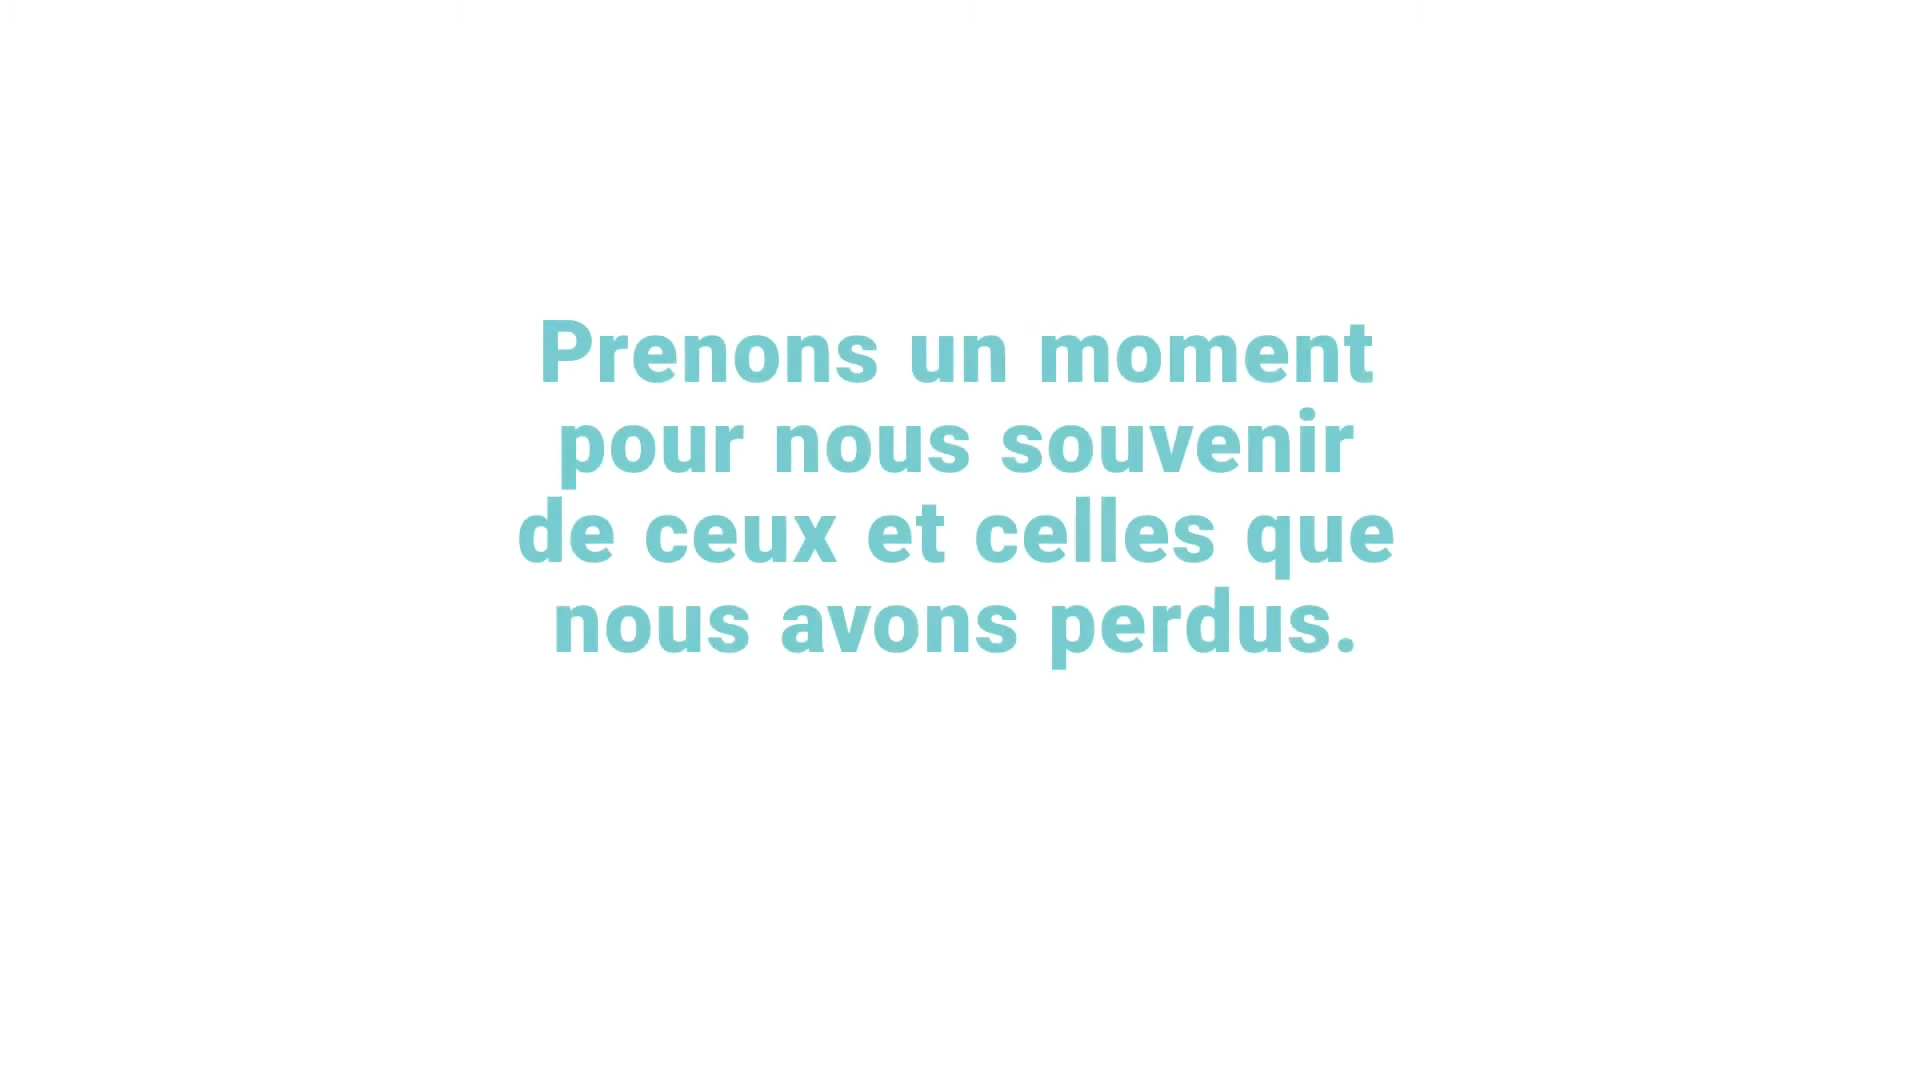 Prenons un moment
pour nous souvenir
de ceux et celles que
nous avons perdus.